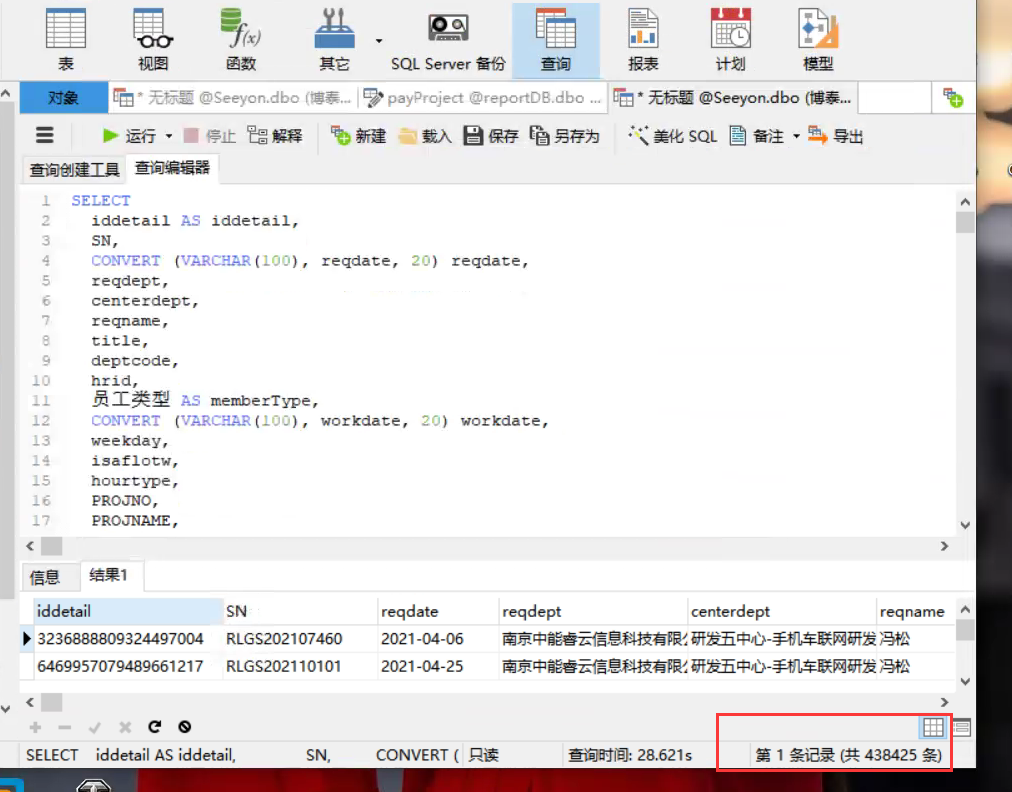 表 视图 函数 其它 SQL Server 备份 查询 报表 计划 模型
对象 * 无标题 @Seeyon.dbo (博泰... payProject @reportDB.dbo ... * 无标题 @Seeyon.dbo (博泰...
运行 停止 解释 新建 载入 保存 另存为 美化 SQL 备注 导出
查询创建工具 查询编辑器
1 SELECT
2 iddetail AS iddetail,
3 SN,
4 CONVERT (VARCHAR(100), reqdate, 20) reqdate,
5 reqdept,
6 centerdept,
7 reqname,
8 title,
9 deptcode,
10 hrid,
11 员工类型 AS memberType,
12 CONVERT (VARCHAR(100), workdate, 20) workdate,
13 weekday,
14 isaflotw,
15 hourtype,
16 PROJNO,
17 PROJNAME,
信息 结果1
iddetail SN reqdate reqdept centerdept reqname
3236888809324497004 RLGS202107460 2021-04-06 南京中能睿云信息科技有限公 研发五中心-手机车联网研发 冯松
6469957079489661217 RLGS202110101 2021-04-25 南京中能睿云信息科技有限公 研发五中心-手机车联网研发 冯松
SELECT iddetail AS iddetail, SN, CONVERT ( 只读 查询时间: 28.621s 第 1 条记录 (共 438425 条)